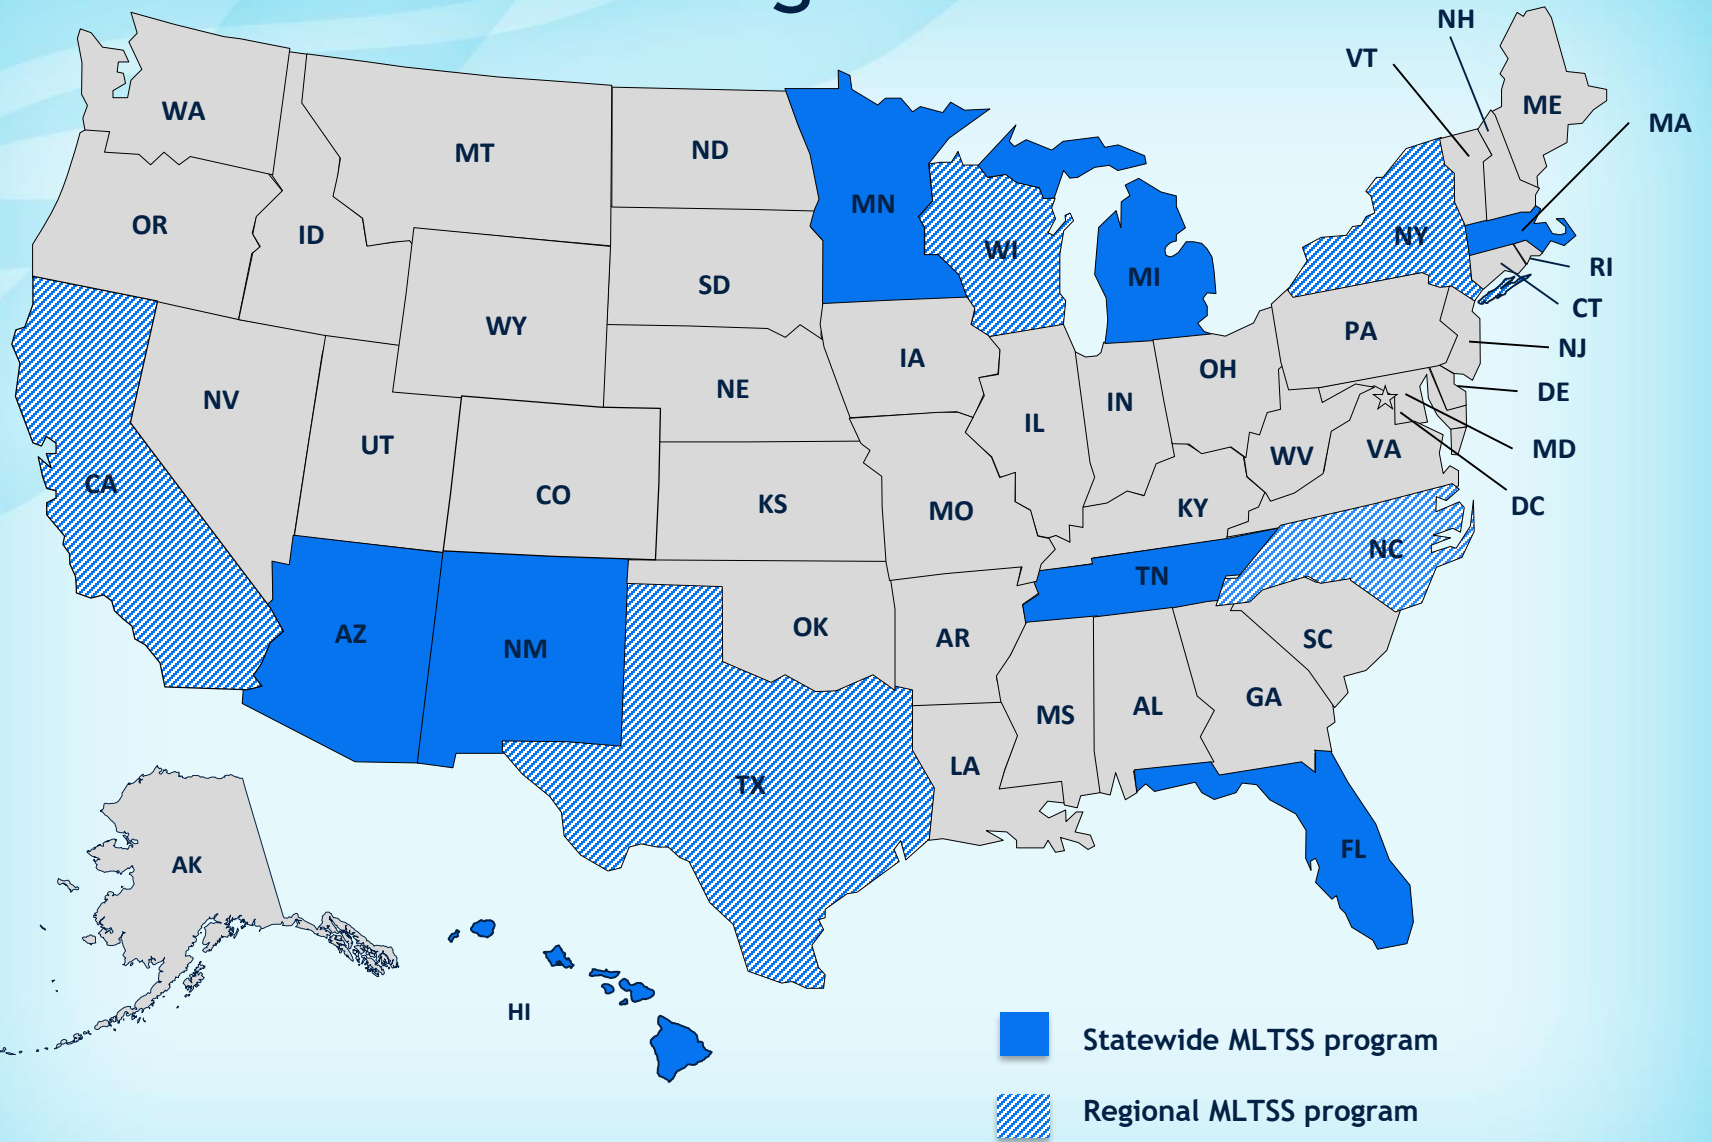 NH
VT
ME
MA
WA
MT
ND
MN
OR
ID
WI
MI
NY
RI
SD
CT
WY
PA
NJ
IA
OH
NE
DE
NV
IN
IL
UT
WV
VA
MD
CA
CO
KS
MO
KY
DC
NC
TN
AZ
NM
OK
AR
SC
GA
MS
AL
LA
TX
FL
AK
HI
Statewide MLTSS program
Regional MLTSS program